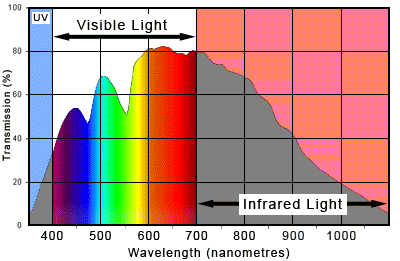 UV
Visible Light
100
80
60
40
20
0
Transmission (%)
Infrared Light
400 500 600 700 800 900 1000
Wavelength (nanometres)